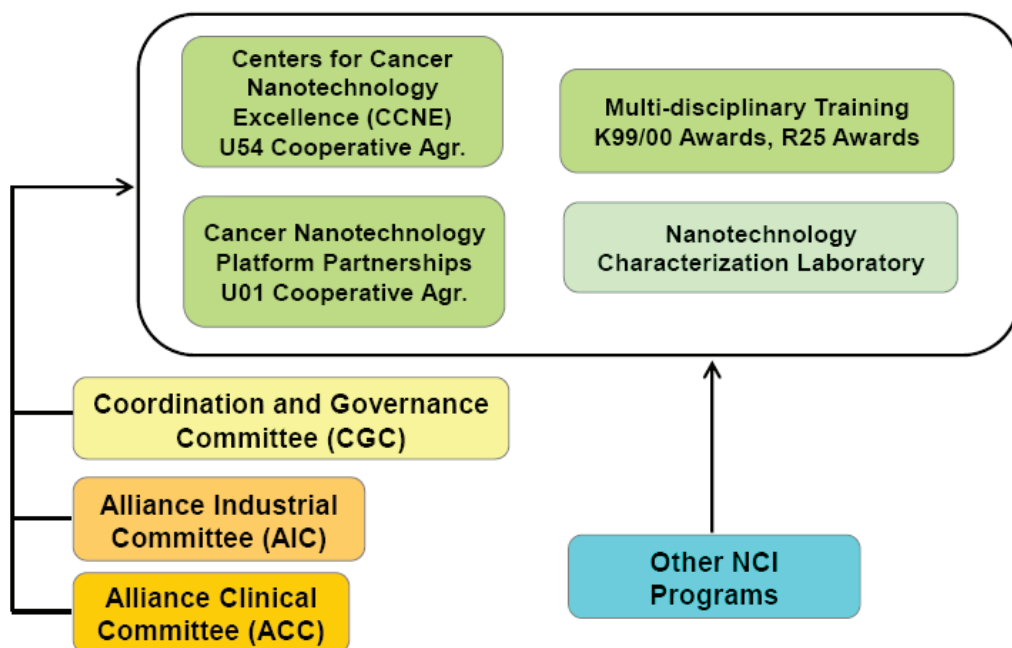 Centers for Cancer
Nanotechnology
Excellence (CCNE)
U54 Cooperative Agr.
Multi-disciplinary Training
K99/00 Awards, R25 Awards
Cancer Nanotechnology
Platform Partnerships
U01 Cooperative Agr.
Nanotechnology
Characterization Laboratory
Coordination and Governance
Committee (CGC)
Alliance Industrial
Committee (AIC)
Alliance Clinical
Committee (ACC)
Other NCI
Programs